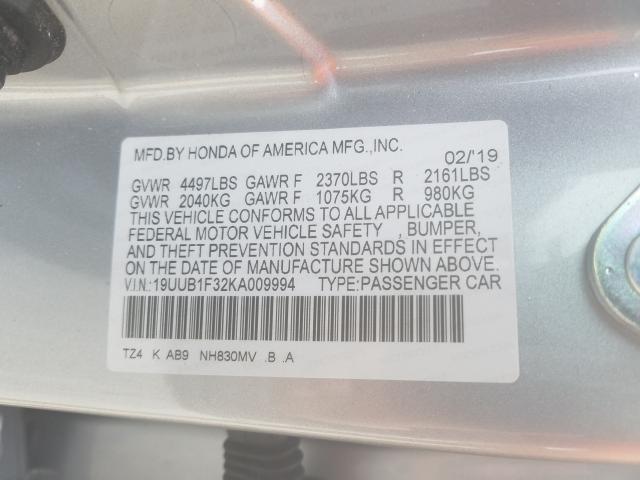 MFD.BY HONDA OF AMERICA MFG.,INC. 02/'19
GVWR 4497LBS GAWR F 2370LBS R 2161LBS
GVWR 2040KG GAWR F 1075KG R 980KG
THIS VEHICLE CONFORMS TO ALL APPLICABLE
FEDERAL MOTOR VEHICLE SAFETY , BUMPER,
AND THEFT PREVENTION STANDARDS IN EFFECT
ON THE DATE OF MANUFACTURE SHOWN ABOVE.
V.I.N.:19UUB1F32KA009994 TYPE:PASSENGER CAR
TZ4 K AB9 NH830MV .B .A